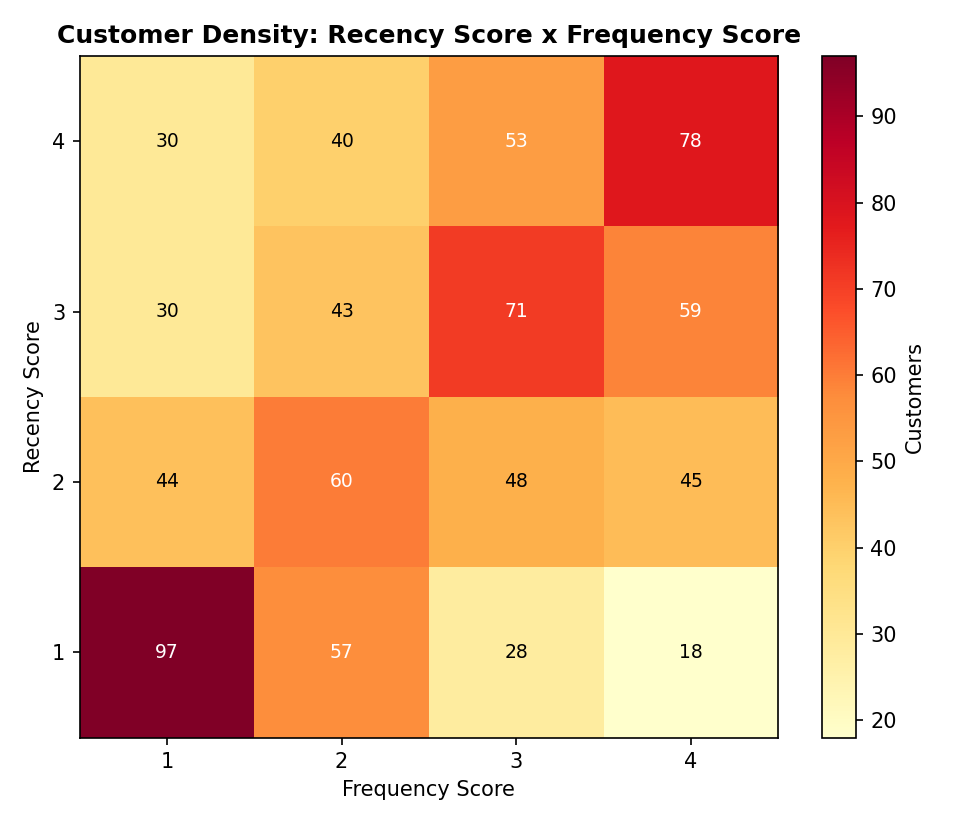 Customer Density: Recency Score x Frequency Score
4 30 40 53 78
3 30 43 71 59
2 44 60 48 45
1 97 57 28 18
1 2 3 4
Frequency Score
Recency Score
90
80
70
60
50
40
30
20
Customers